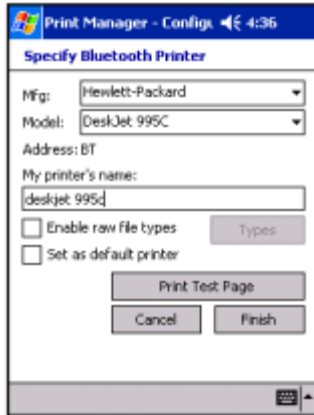 Print Manager - Configu 4:36
Specify Bluetooth Printer
Mfg: Hewlett-Packard
Model: DeskJet 995C
Address: BT
My printer's name:
deskjet 995c
Enable raw file types Types
Set as default printer
Print Test Page
Cancel Finish